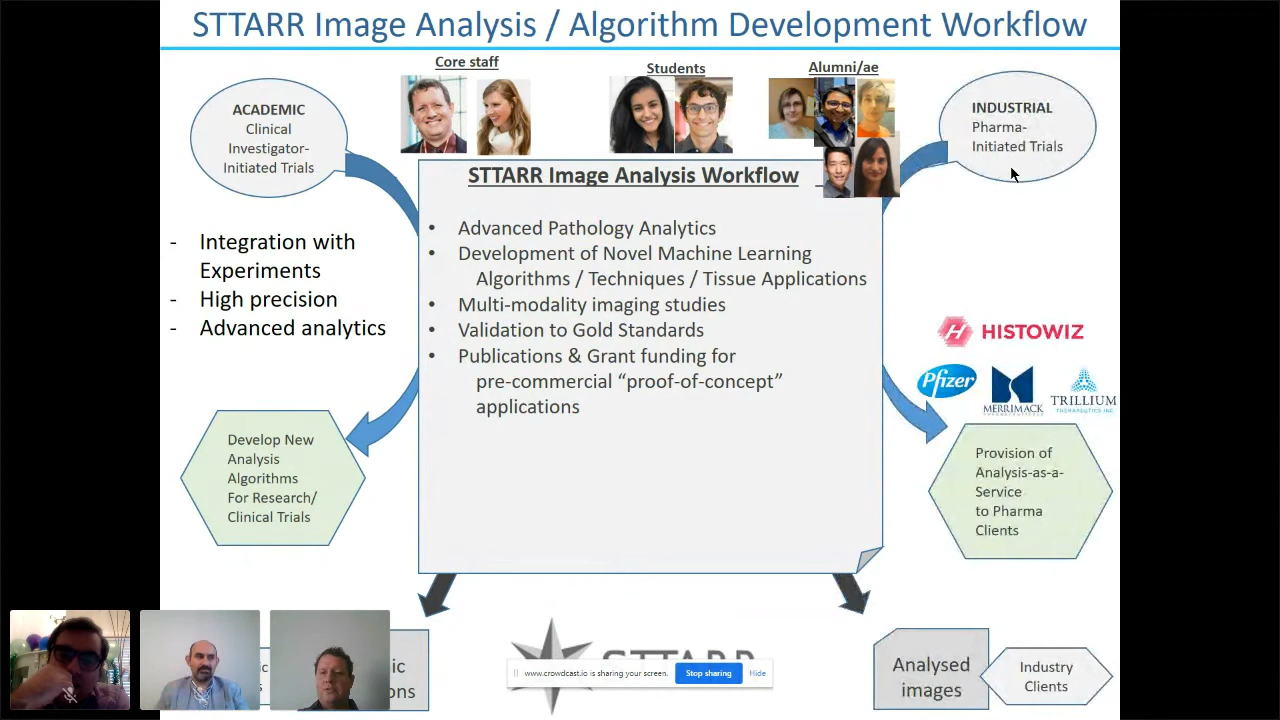 STTARR Image Analysis / Algorithm Development Workflow
Core staff
Students
Alumni/ae
ACADEMIC
Clinical
Investigator-
Initiated Trials
INDUSTRIAL
Pharma-
Initiated Trials
STTARR Image Analysis Workflow
- Integration with
Experiments
- High precision
- Advanced analytics
• Advanced Pathology Analytics
• Development of Novel Machine Learning
Algorithms / Techniques / Tissue Applications
• Multi-modality imaging studies
• Validation to Gold Standards
• Publications & Grant funding for
pre-commercial “proof-of-concept”
applications
HISTOWIZ
Pfizer
MERRIMACK
PHARMACEUTICALS
TRILLIUM
THERAPEUTICS INC.
Develop New
Analysis
Algorithms
For Research/
Clinical Trials
Provision of
Analysis-as-a-
Service
to Pharma
Clients
STTARR
www.crowdcast.io is sharing your screen.
Stop sharing
Hide
Analysed
images
Industry
Clients